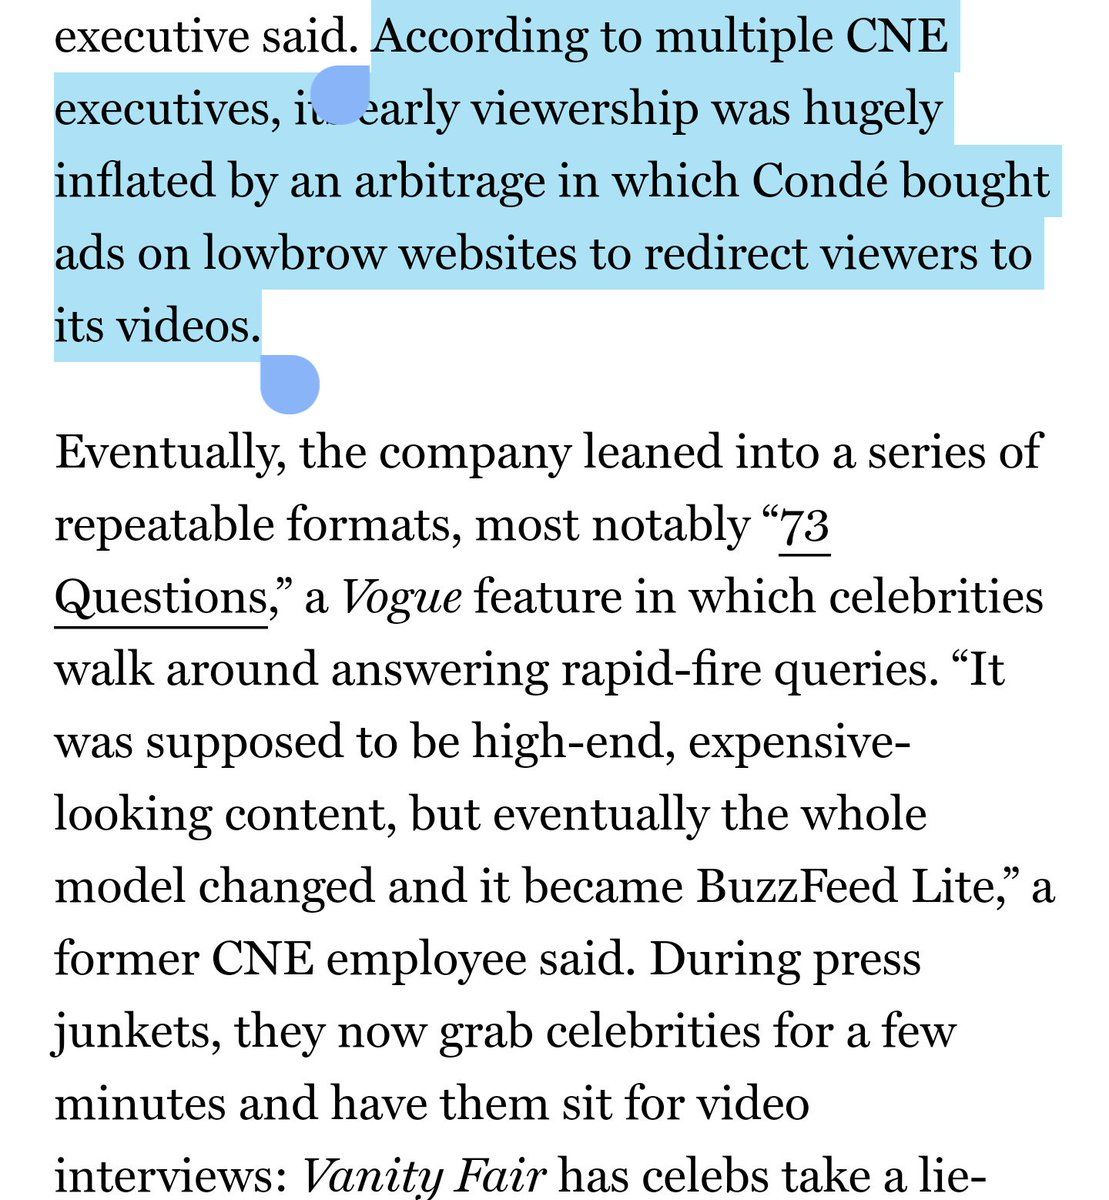 executive said. According to multiple CNE
executives, its early viewership was hugely
inflated by an arbitrage in which Condé bought
ads on lowbrow websites to redirect viewers to
its videos.
Eventually, the company leaned into a series of
repeatable formats, most notably “73
Questions,” a Vogue feature in which celebrities
walk around answering rapid-fire queries. “It
was supposed to be high-end, expensive-
looking content, but eventually the whole
model changed and it became BuzzFeed Lite,” a
former CNE employee said. During press
junkets, they now grab celebrities for a few
minutes and have them sit for video
interviews: Vanity Fair has celebs take a lie-